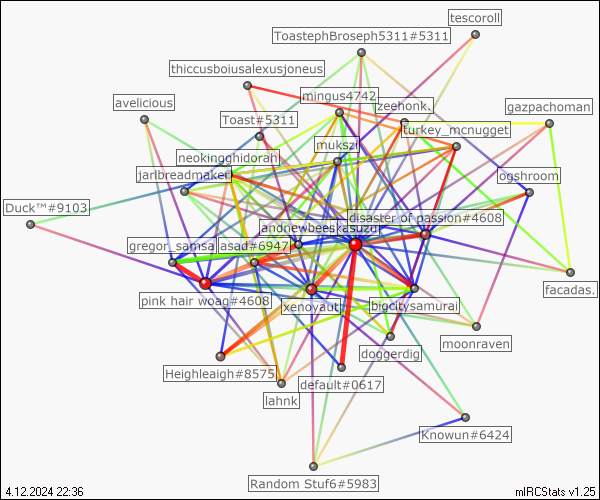 tescoroll
ToastephBroseph5311#5311
thiccusboiusalexusjoneus
mingus4742
zeehonk.
avelicious
gazpachoman
Toast#5311
turkey_mcnugget
mukszi
neokingghidorah
jarlbreadmaker
ogshroom
Duck™#9103
disaster of passion#4608
andnewbees
kasuzu
gregor_samsa
asad#6947
facadas.
pink hair woag#4608
xenoyaut
bigcitysamurai
moonraven
doggerdig
Heighleaigh#8575
default#0617
lahnk
Knowun#6424
Random Stuf6#5983
4.12.2024 22:36
mIRCStats v1.25